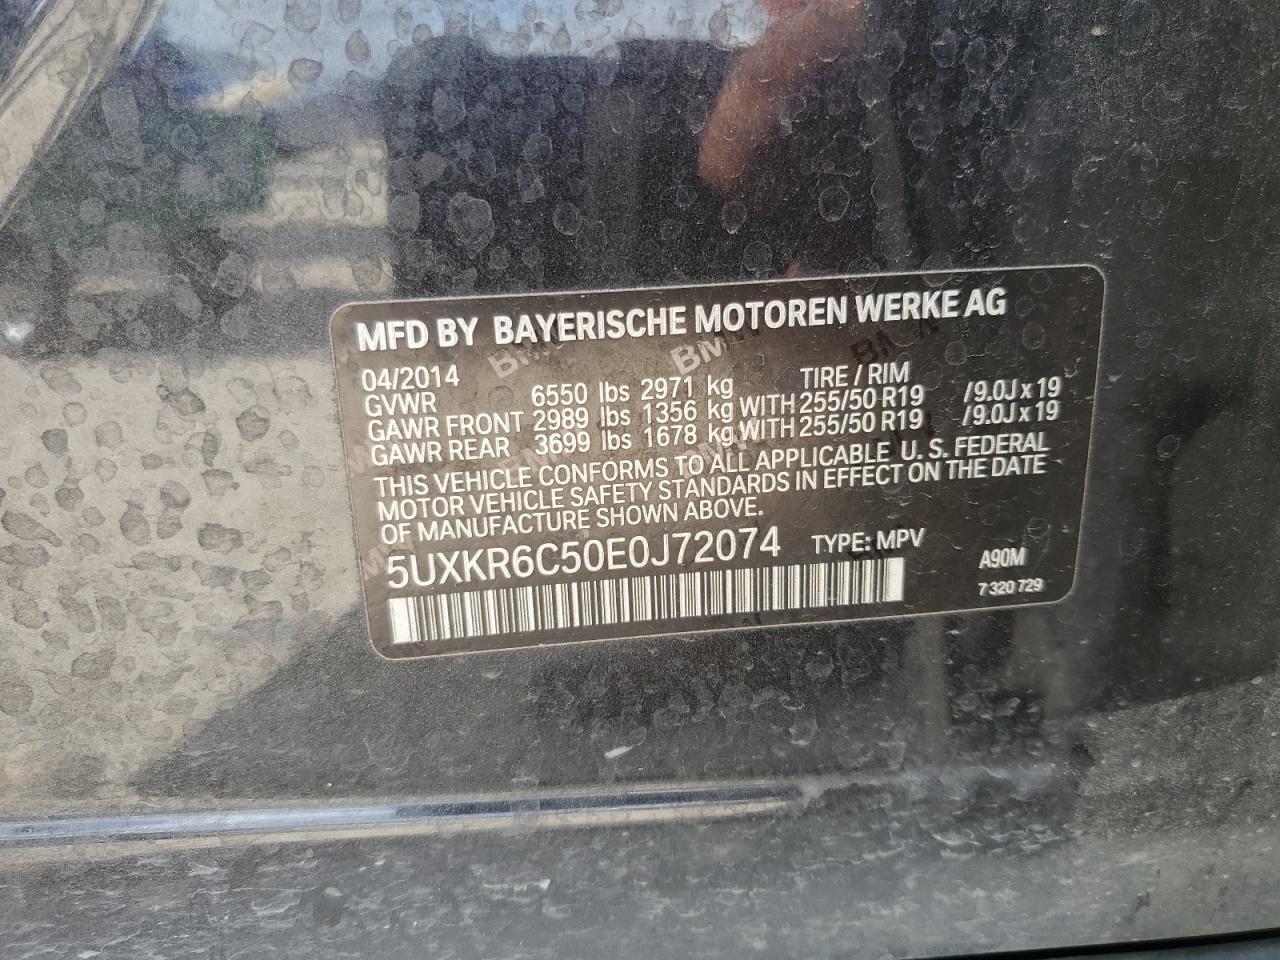 MFD BY BAYERISCHE MOTOREN WERKE AG
04/2014 TIRE / RIM
GVWR 6550 lbs 2971 kg
GAWR FRONT 2989 lbs 1356 kg WITH 255/50 R19 /9.0J x 19
GAWR REAR 3699 lbs 1678 kg WITH 255/50 R19 /9.0J x 19
THIS VEHICLE CONFORMS TO ALL APPLICABLE U. S. FEDERAL
MOTOR VEHICLE SAFETY STANDARDS IN EFFECT ON THE DATE
OF MANUFACTURE SHOWN ABOVE.
5UXKR6C50E0J72074 TYPE: MPV
A90M
7 320 729